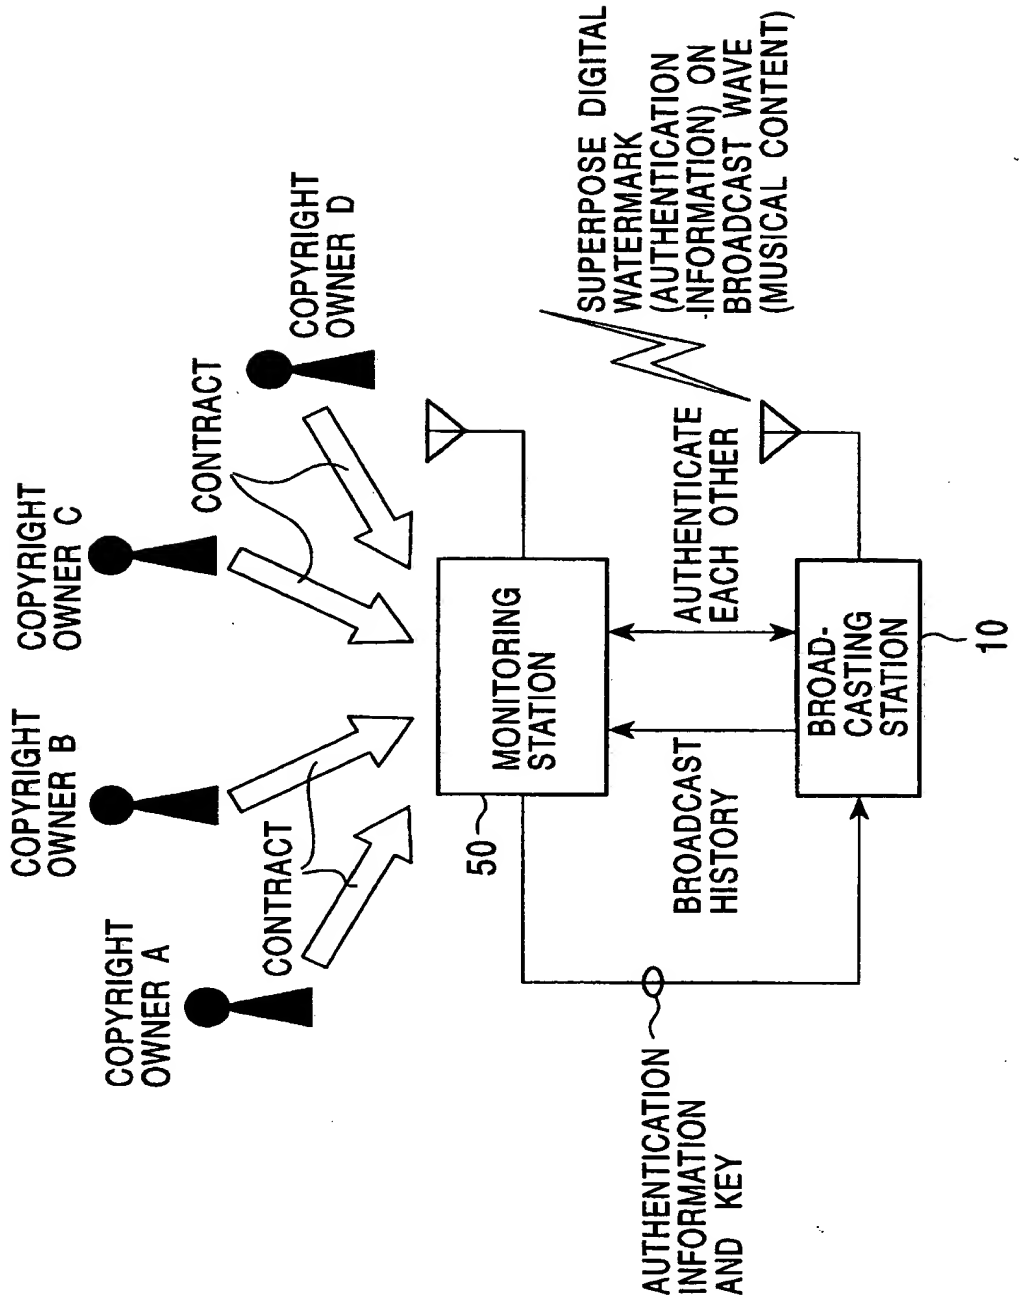 COPYRIGHT
OWNER A
COPYRIGHT
OWNER B
COPYRIGHT
OWNER C
COPYRIGHT
OWNER D
CONTRACT
CONTRACT
50
MONITORING
STATION
BROADCAST
HISTORY
AUTHENTICATE
EACH OTHER
AUTHENTICATION
INFORMATION
AND KEY
BROAD-
CASTING
STATION
10
SUPERPOSE DIGITAL
WATERMARK
(AUTHENTICATION
INFORMATION) ON
BROADCAST WAVE
(MUSICAL CONTENT)